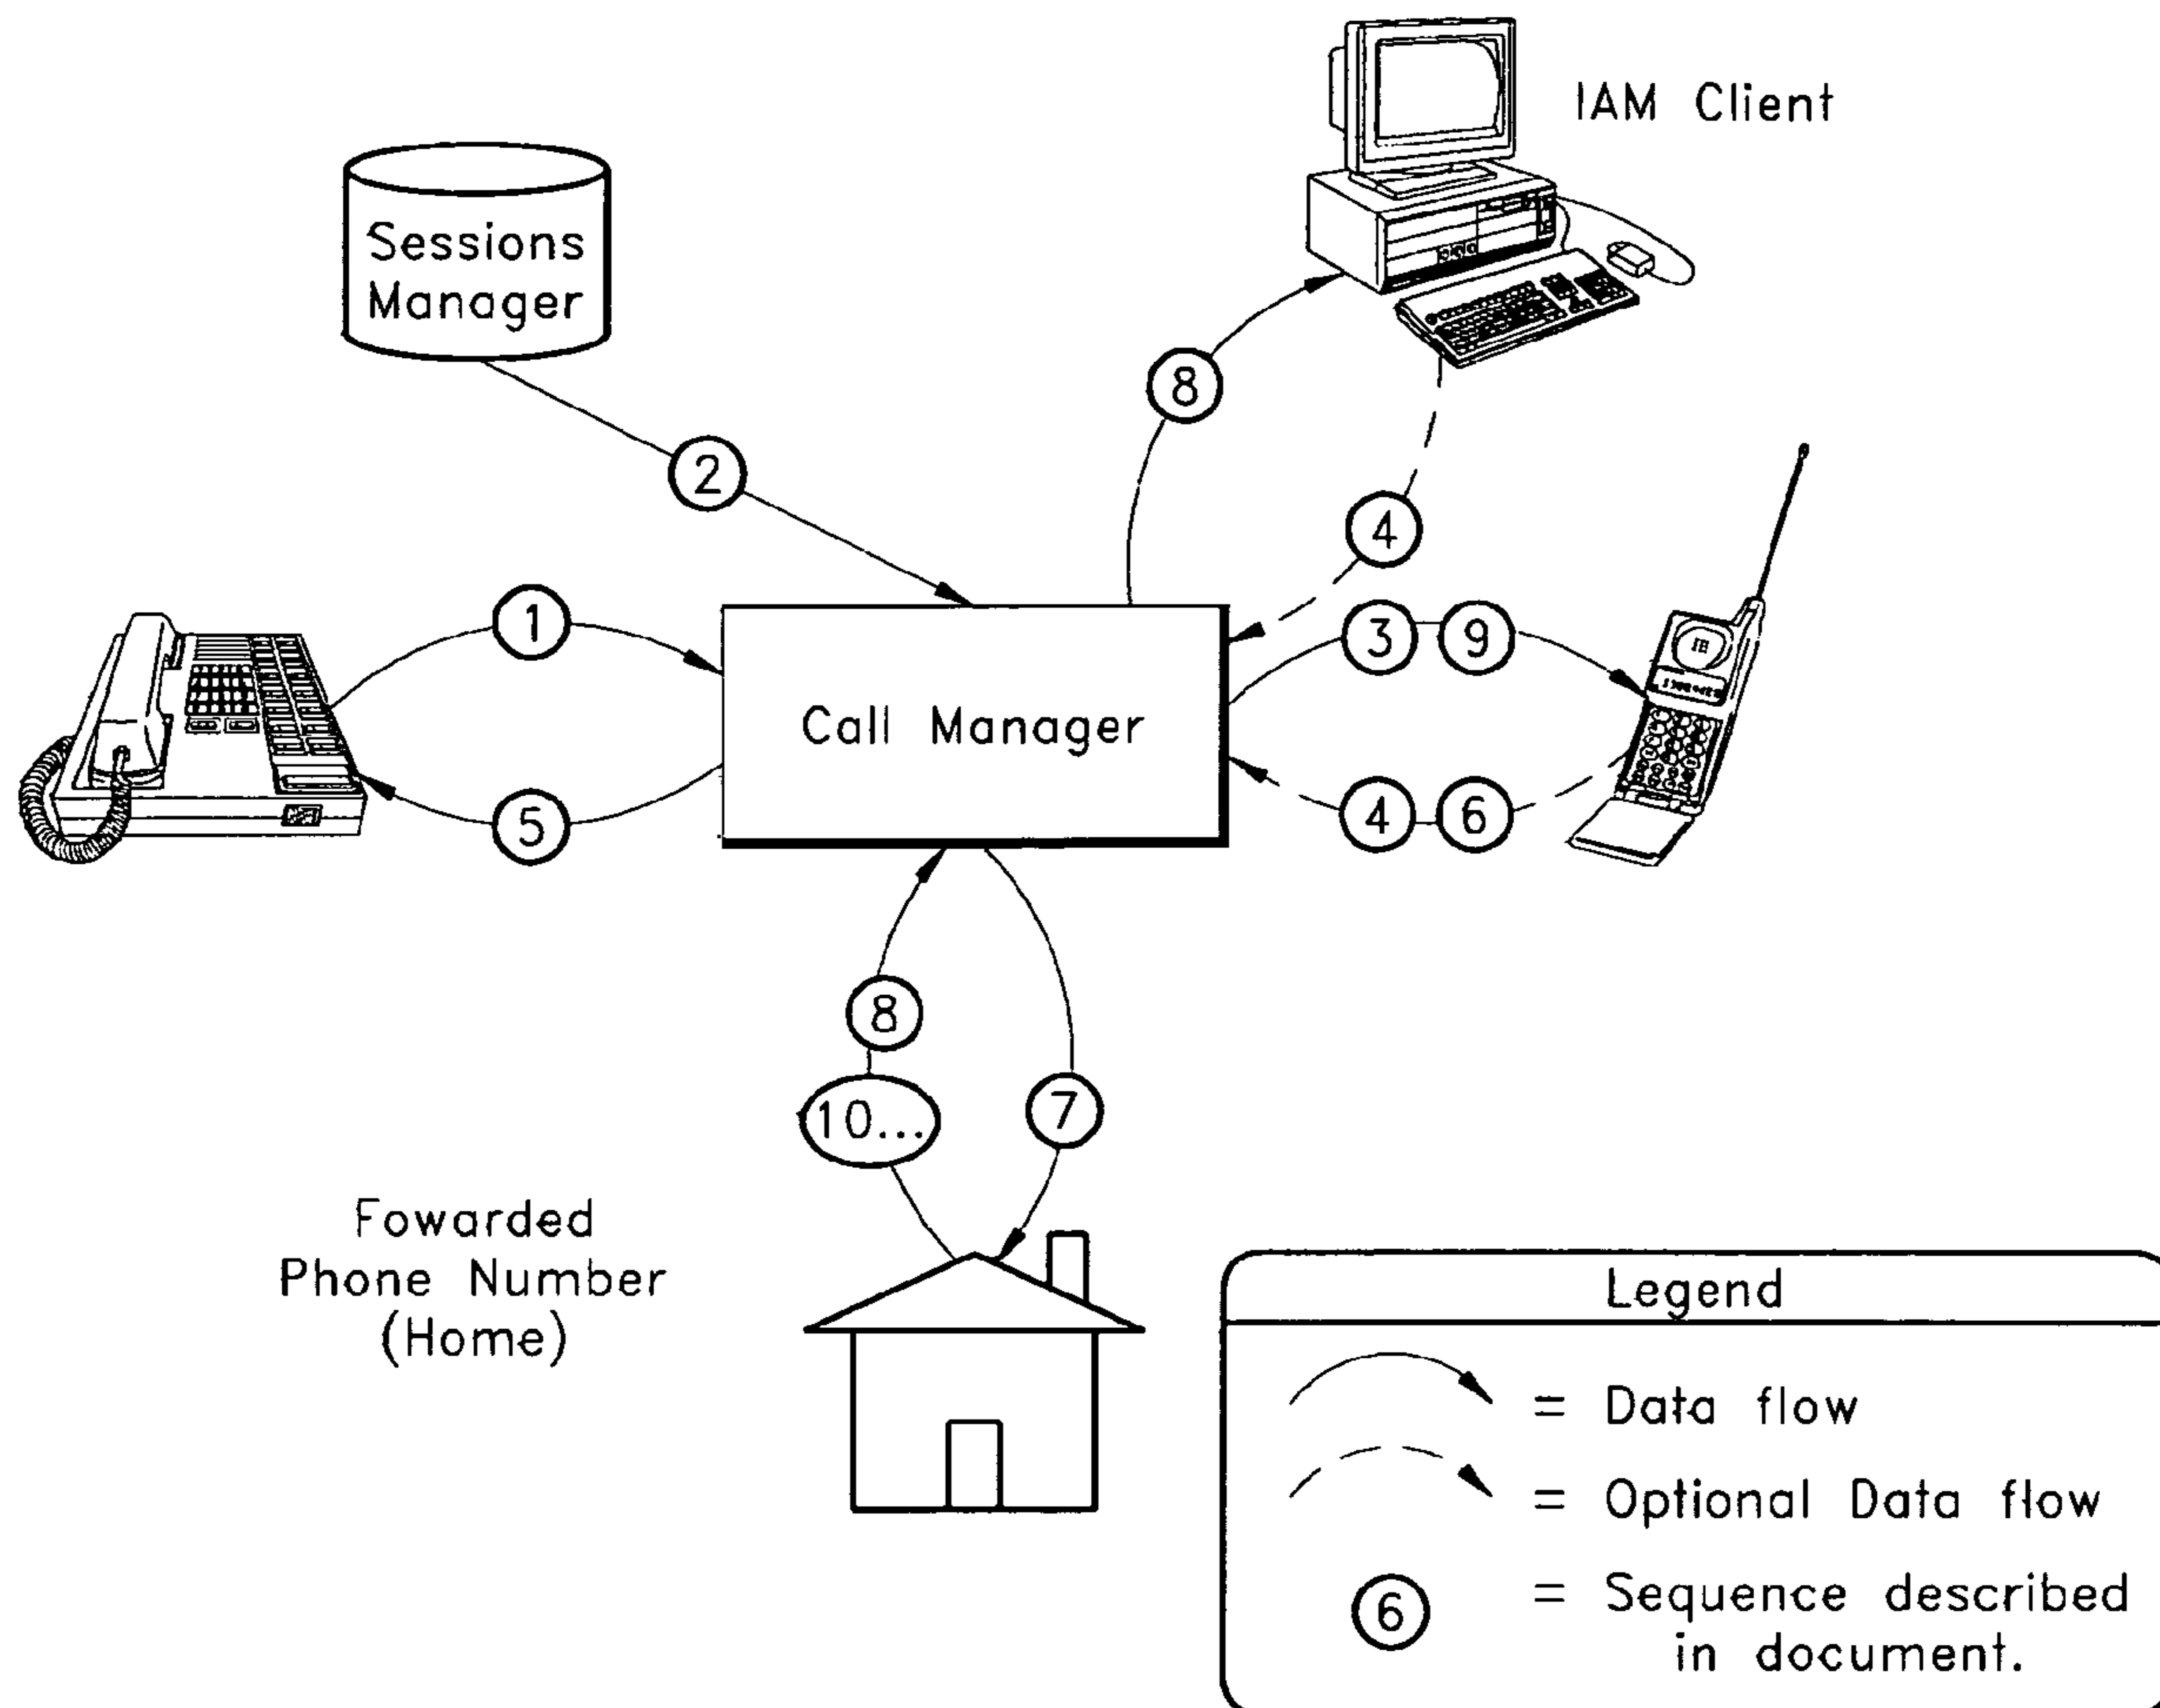 IAM Client
Sessions
Manager
8
2
4
1
3
9
Call Manager
5
4
6
8
10...
7
Fowarded
Phone Number
(Home)
Legend
= Data flow
= Optional Data flow
6 = Sequence described
in document.